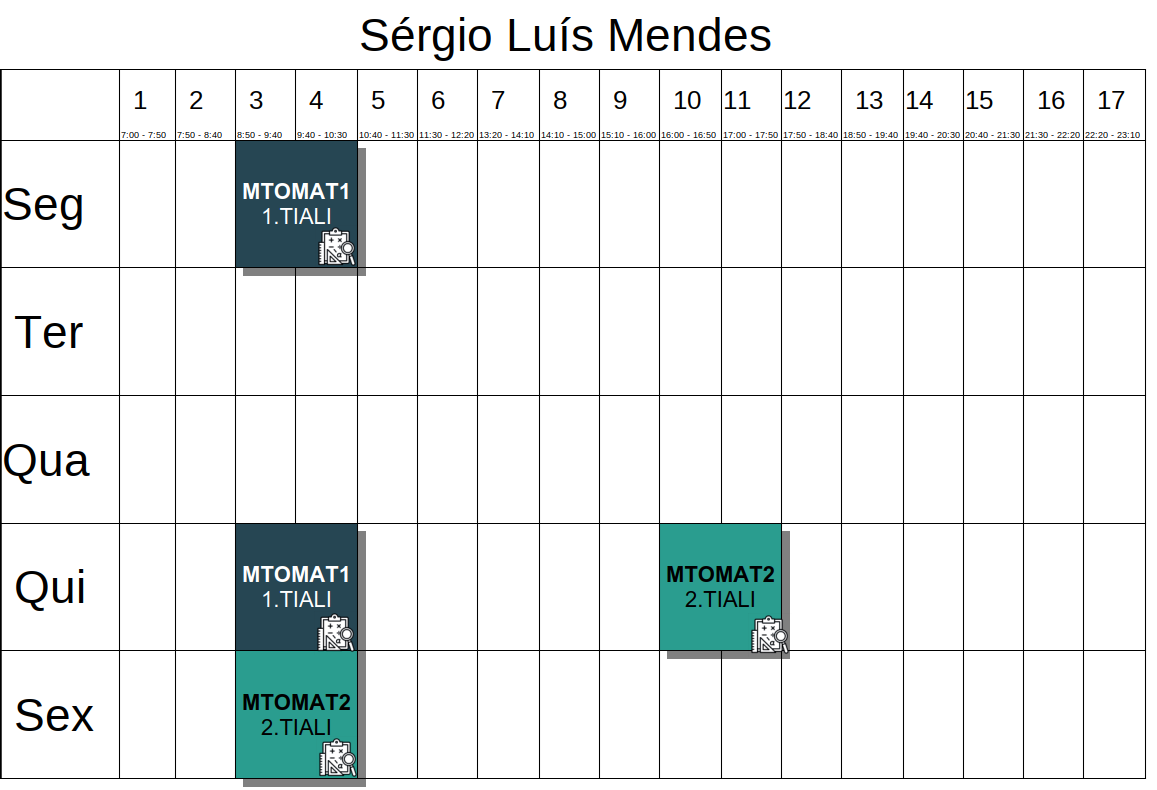 Sérgio Luís Mendes
1 2 3 4 5 6 7 8 9 10 11 12 13 14 15 16 17
7:00 - 7:50 7:50 - 8:40 8:50 - 9:40 9:40 - 10:30 10:40 - 11:30 11:30 - 12:20 13:20 - 14:10 14:10 - 15:00 15:10 - 16:00 16:00 - 16:50 17:00 - 17:50 17:50 - 18:40 18:50 - 19:40 19:40 - 20:30 20:40 - 21:30 21:30 - 22:20 22:20 - 23:10
Seg
MTOMAT1
1.TIALI
Ter
Qua
Qui
MTOMAT1
1.TIALI
MTOMAT2
2.TIALI
Sex
MTOMAT2
2.TIALI